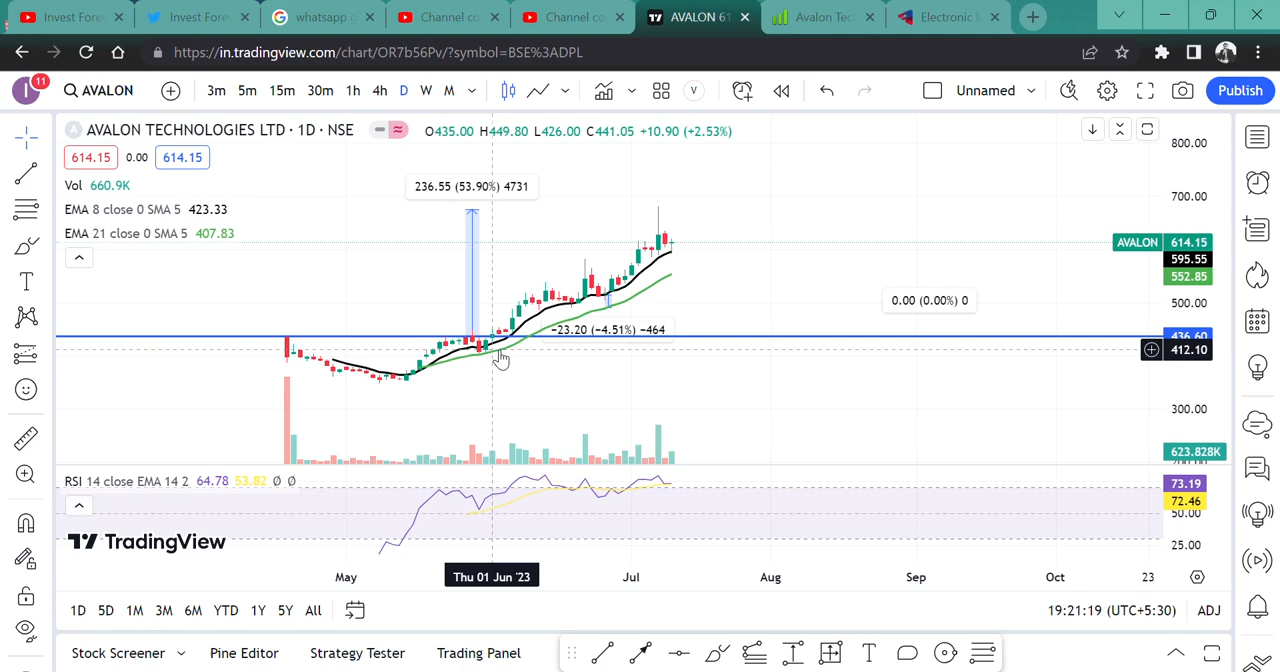 Invest Fore
Invest Fore
whatsapp g
Channel co
Channel co
AVALON 61
Avalon Tec
Electronic
https://in.tradingview.com/chart/OR7b56Pv/?symbol=BSE%3ADPL
I 11 AVALON 3m 5m 15m 30m 1h 4h D W M V Unnamed Publish
A AVALON TECHNOLOGIES LTD · 1D · NSE O435.00 H449.80 L426.00 C441.05 +10.90 (+2.53%)
614.15 0.00 614.15
Vol 660.9K
EMA 8 close 0 SMA 5 423.33
EMA 21 close 0 SMA 5 407.83
236.55 (53.90%) 4731
−23.20 (−4.51%) −464
0.00 (0.00%) 0
800.00
700.00
AVALON 614.15
595.55
552.85
500.00
436.60
412.10
300.00
623.828K
RSI 14 close EMA 14 2 64.78 53.82 Ø Ø
73.19
72.46
50.00
25.00
TradingView
May Thu 01 Jun '23 Jul Aug Sep Oct 23
1D 5D 1M 3M 6M YTD 1Y 5Y All 19:21:19 (UTC+5:30) ADJ
Stock Screener Pine Editor Strategy Tester Trading Panel